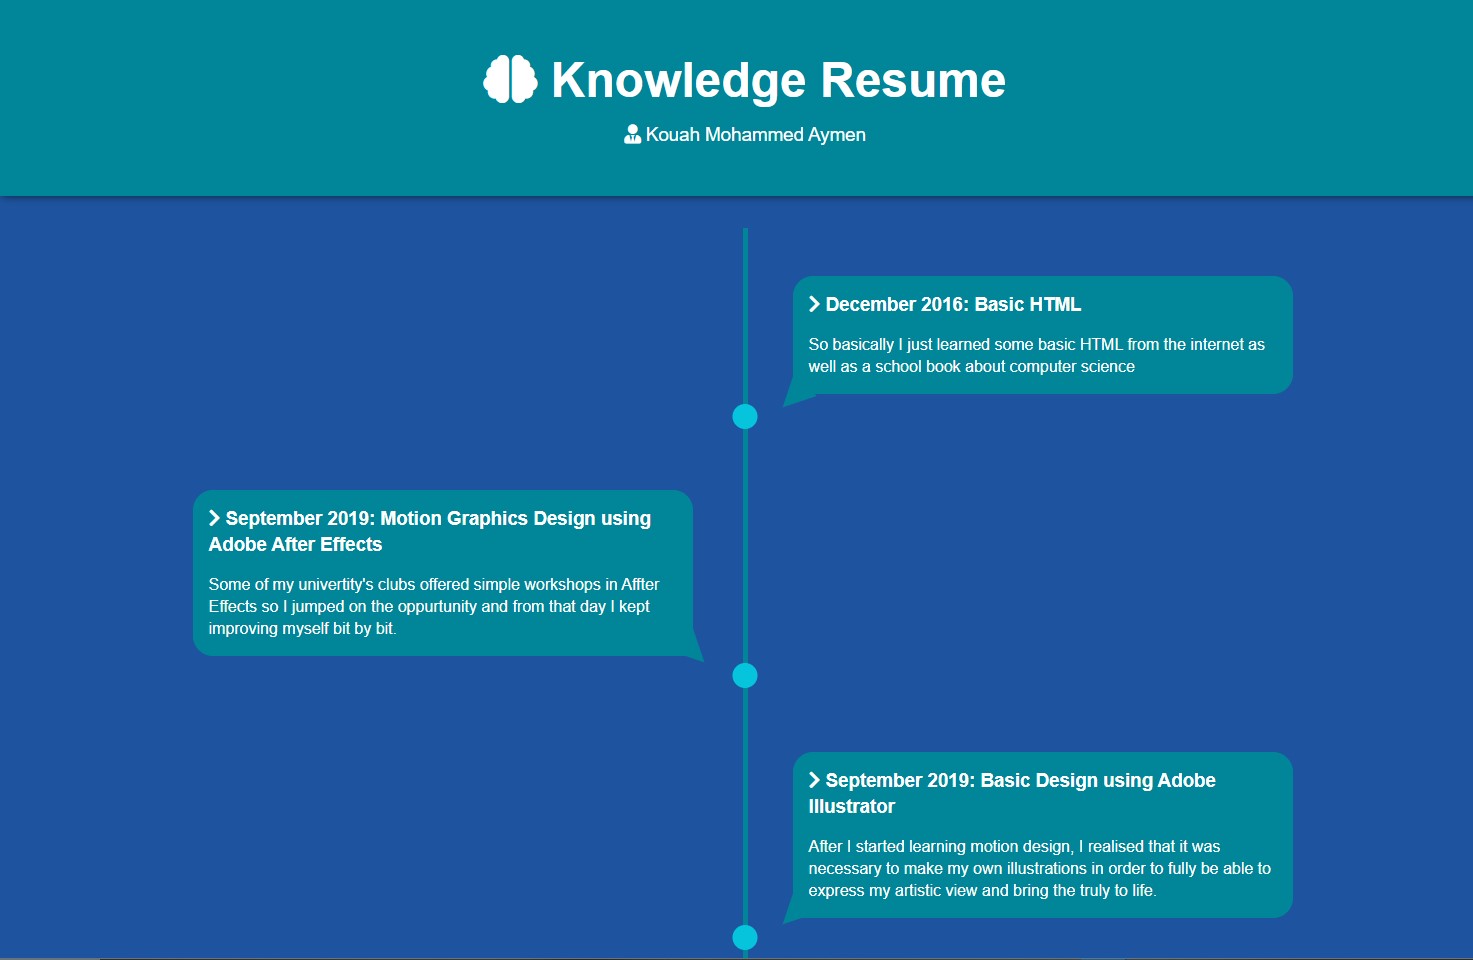 Knowledge Resume
Kouah Mohammed Aymen
December 2016: Basic HTML
So basically I just learned some basic HTML from the internet as
well as a school book about computer science
September 2019: Motion Graphics Design using
Adobe After Effects
Some of my univertity's clubs offered simple workshops in Affter
Effects so I jumped on the oppurtunity and from that day I kept
improving myself bit by bit.
September 2019: Basic Design using Adobe
Illustrator
After I started learning motion design, I realised that it was
necessary to make my own illustrations in order to fully be able to
express my artistic view and bring the truly to life.